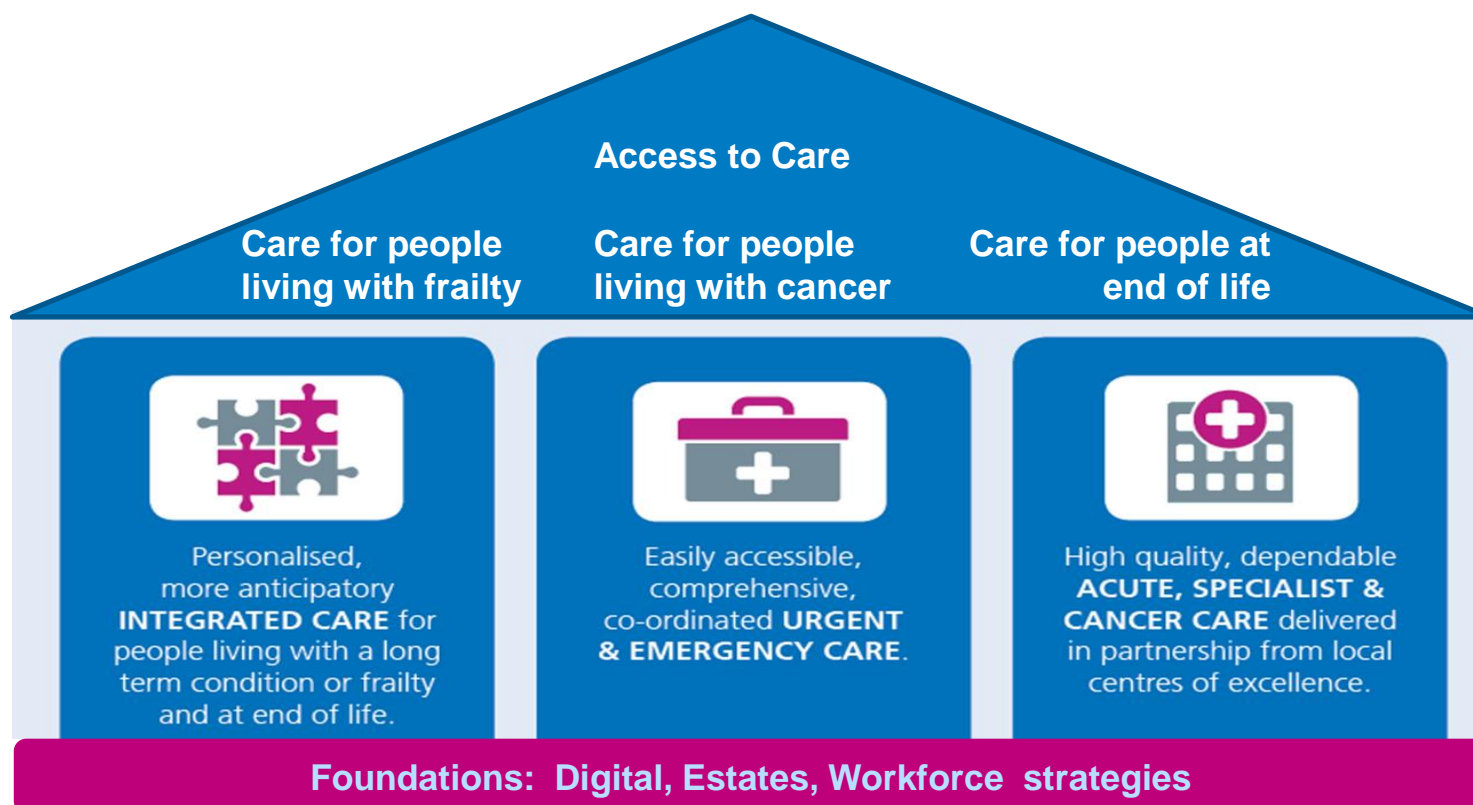 Access to Care
Care for people
living with frailty
Care for people
living with cancer
Care for people at
end of life
Personalised,
more anticipatory
INTEGRATED CARE for
people living with a long
term condition or frailty
and at end of life.
Easily accessible,
comprehensive,
co-ordinated URGENT
& EMERGENCY CARE.
High quality, dependable
ACUTE, SPECIALIST &
CANCER CARE delivered
in partnership from local
centres of excellence.
Foundations:  Digital, Estates, Workforce  strategies